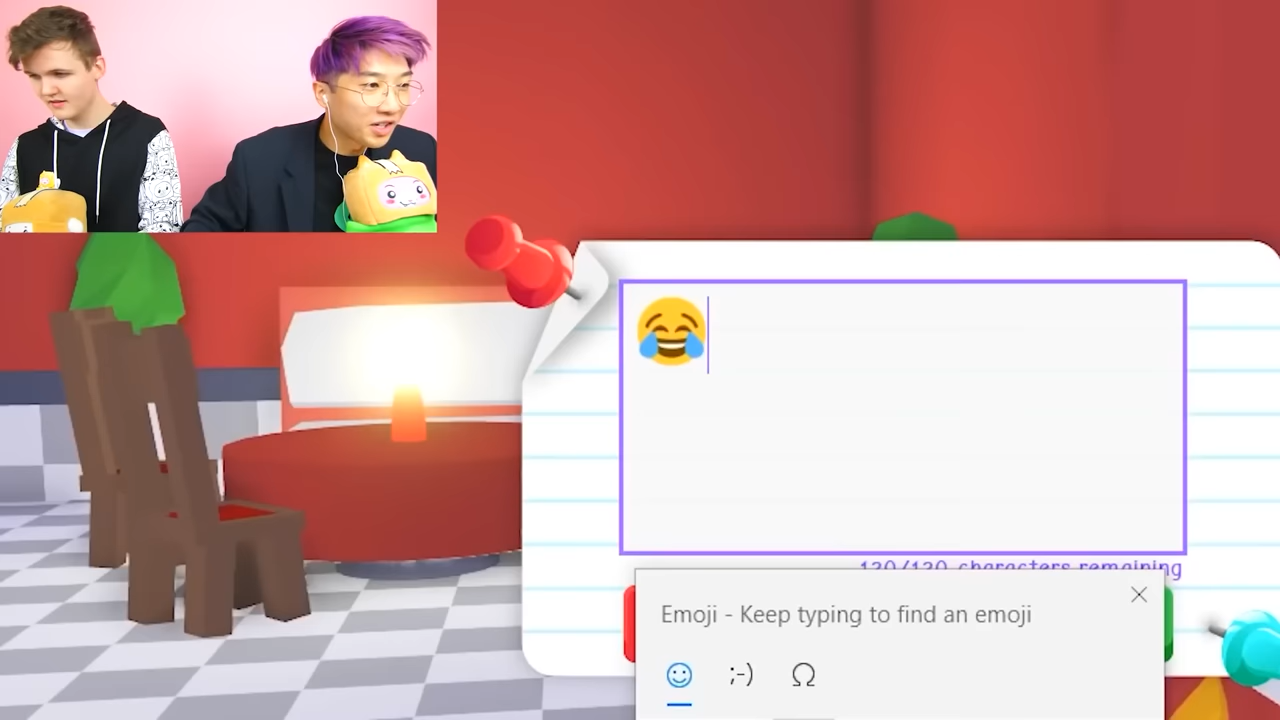 😂
130/130 characters remaining
Emoji - Keep typing to find an emoji
;-)
Ω